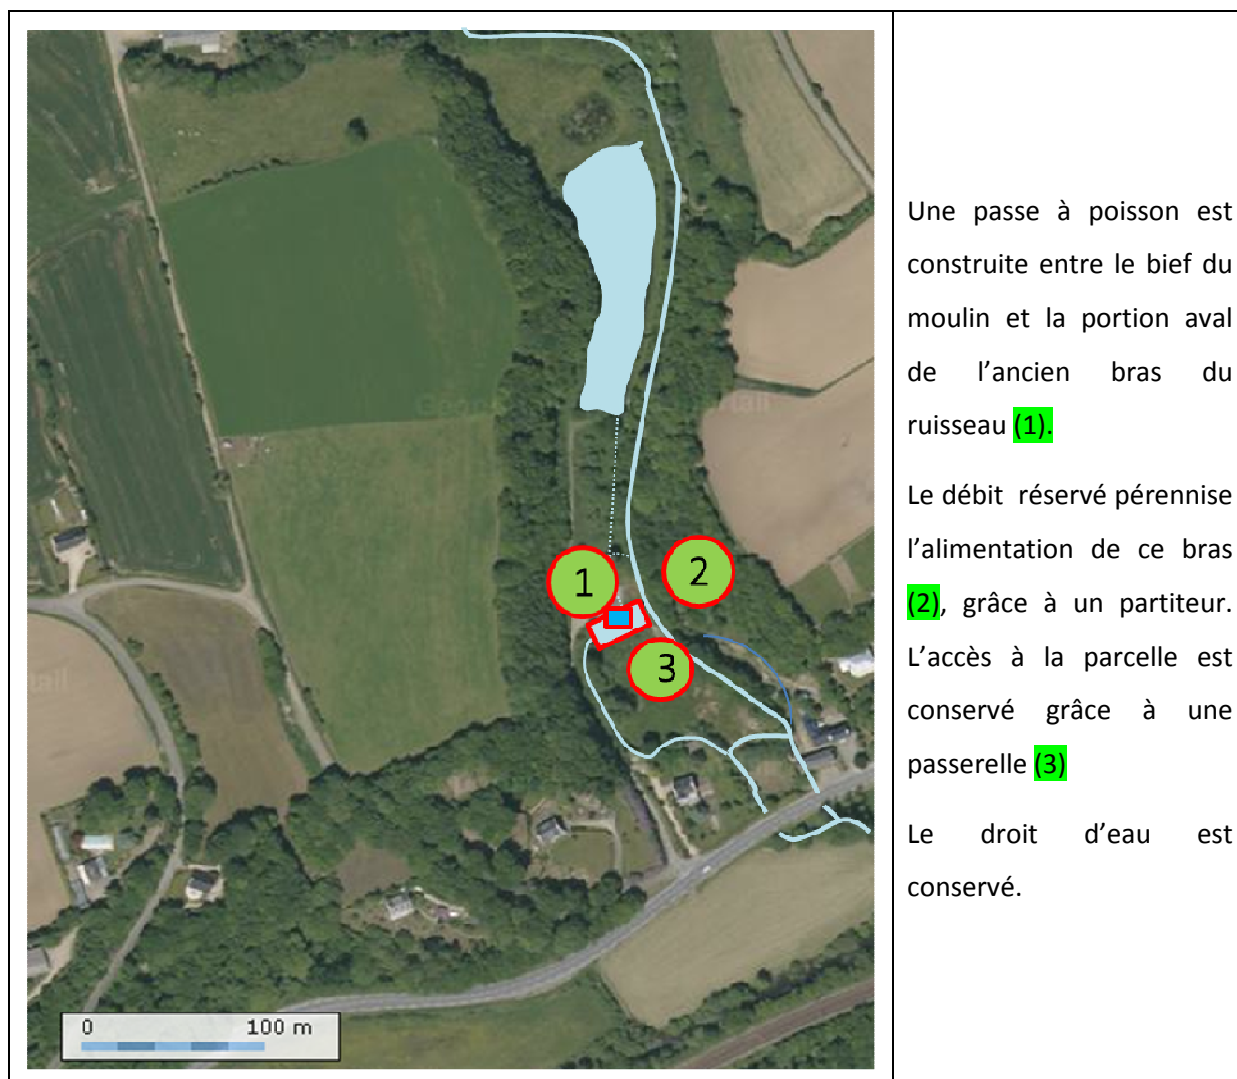 1
2
3
0 100 m
Une passe à poisson est
construite entre le bief du
moulin et la portion aval
de l'ancien bras du
ruisseau (1).
Le débit réservé pérennise
l'alimentation de ce bras
(2), grâce à un partiteur.
L'accès à la parcelle est
conservé grâce à une
passerelle (3)
Le droit d'eau est
conservé.